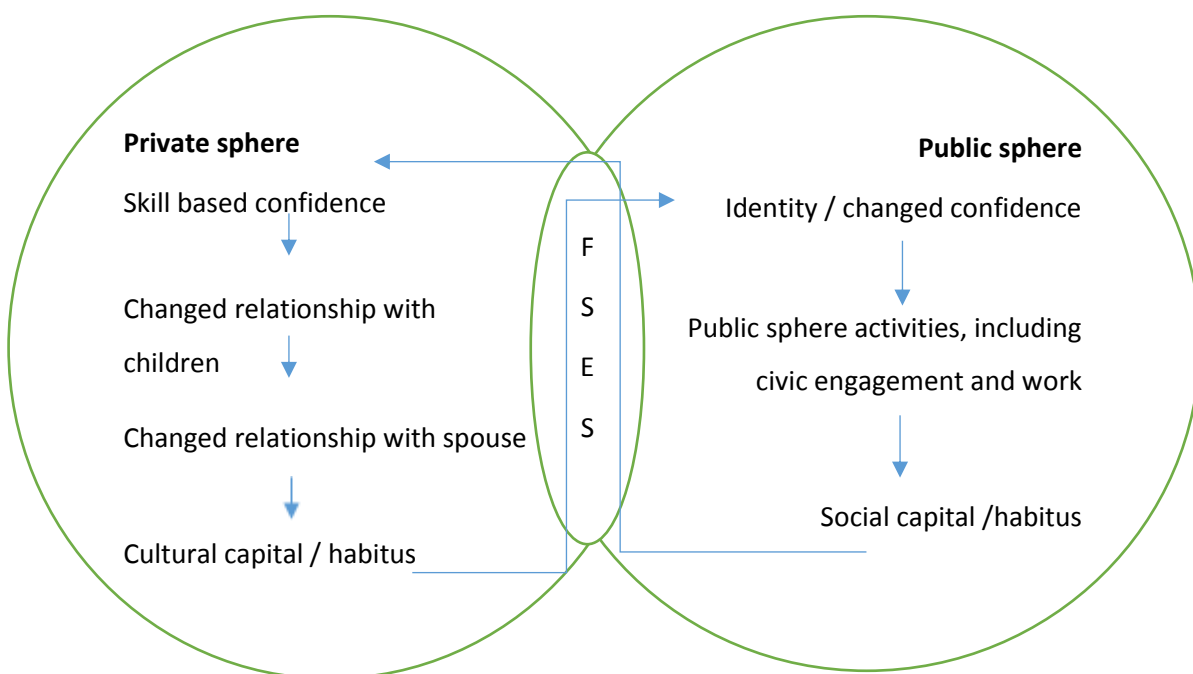 Private sphere
Skill based confidence
Changed relationship with
children
Changed relationship with spouse
Cultural capital / habitus
F
S
E
S
Public sphere
Identity / changed confidence
Public sphere activities, including
civic engagement and work
Social capital /habitus